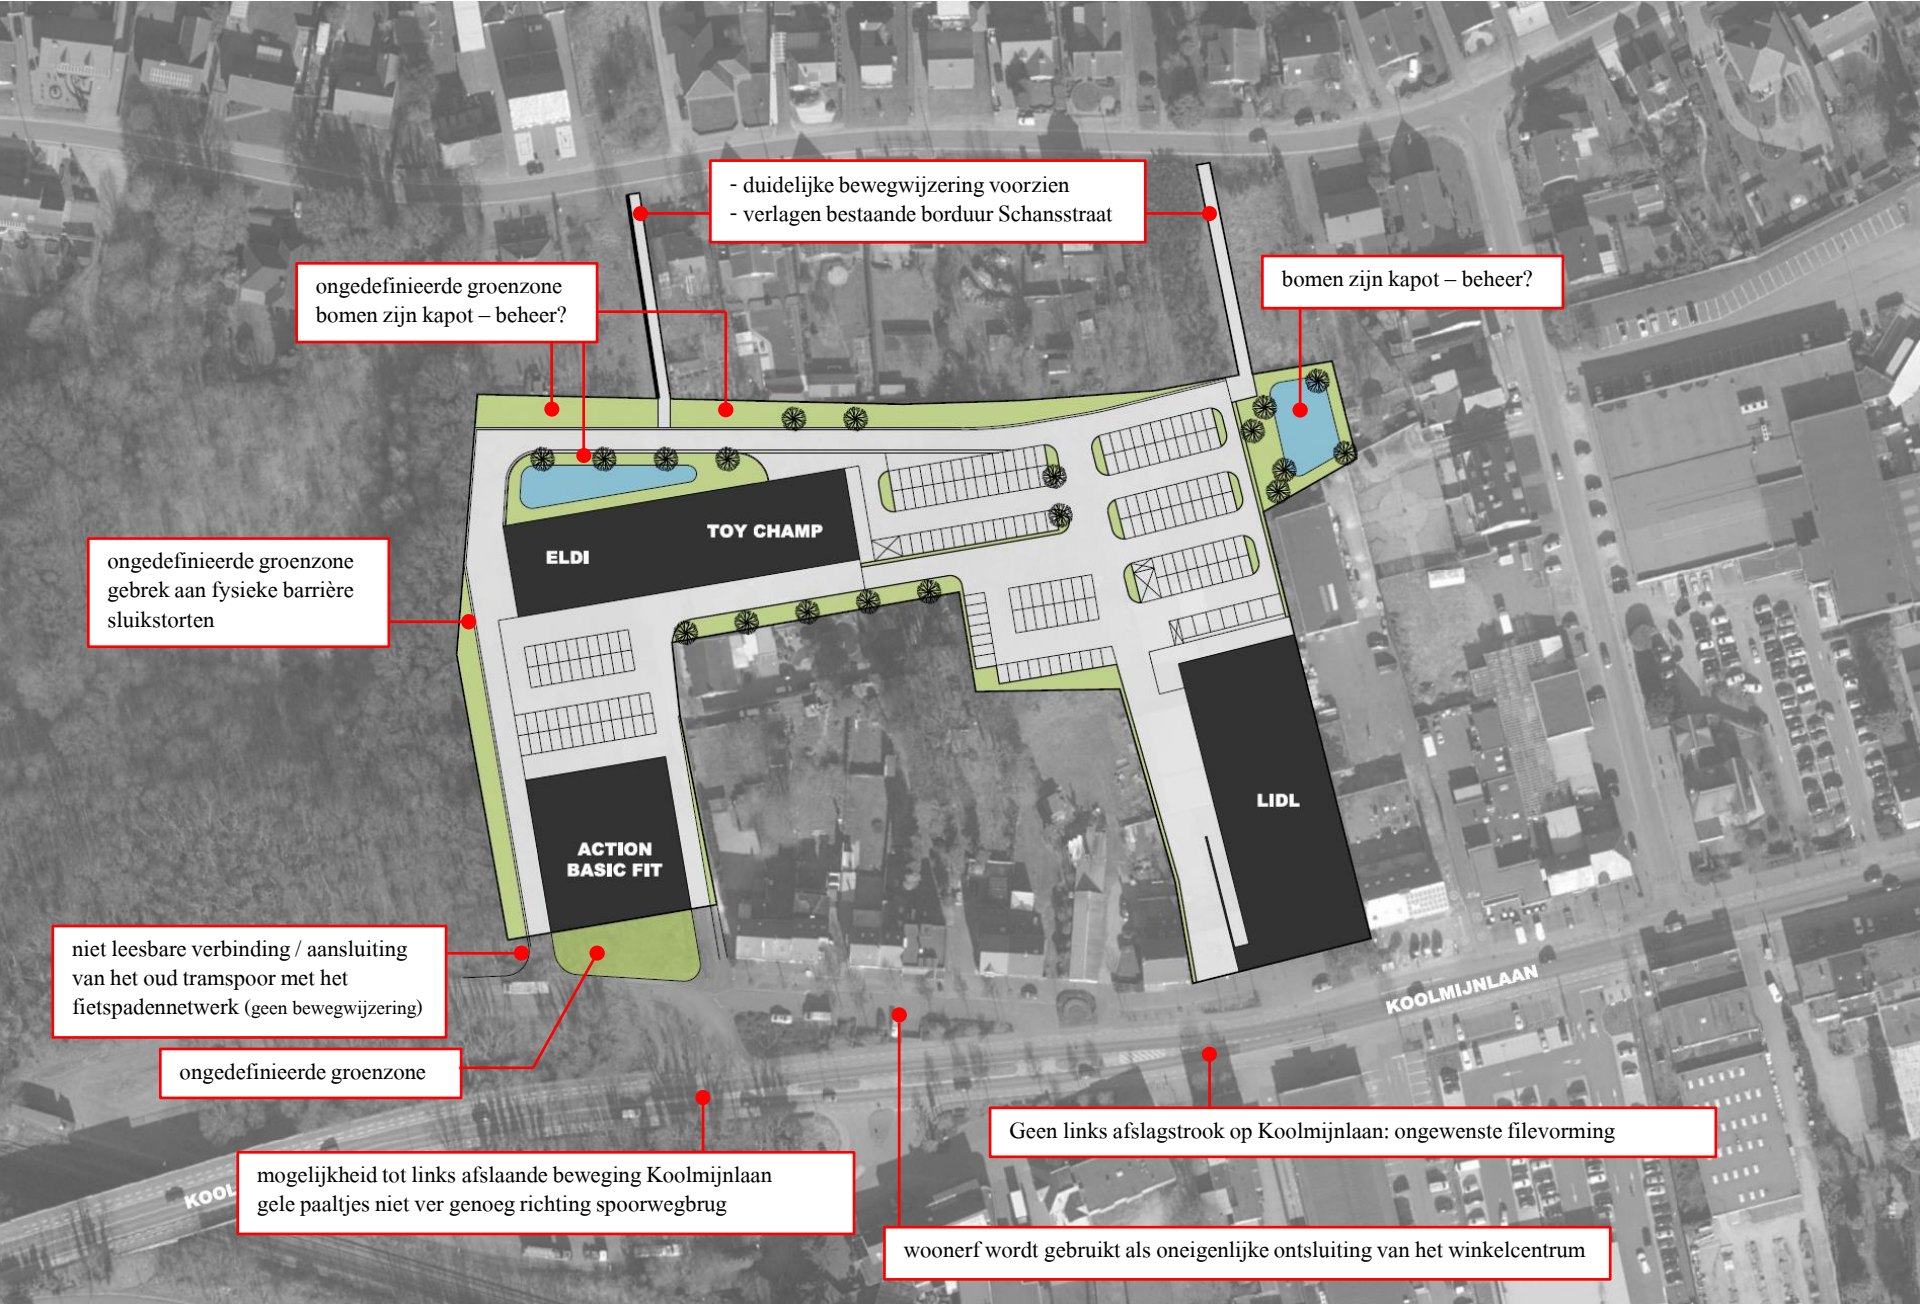 - duidelijke bewegwijzering voorzien
- verlagen bestaande borduur Schansstraat
ongedefinieerde groenzone
bomen zijn kapot – beheer?
bomen zijn kapot – beheer?
TOY CHAMP
ELDI
ongedefinieerde groenzone
gebrek aan fysieke barrière
sluikstorten
LIDL
ACTION
BASIC FIT
niet leesbare verbinding / aansluiting
van het oud tramspoor met het
fietspadennetwerk (geen bewegwijzering)
KOOLMIJNLAAN
ongedefinieerde groenzone
Geen links afslagstrook op Koolmijnlaan: ongewenste filevorming
mogelijkheid tot links afslaande beweging Koolmijnlaan
gele paaltjes niet ver genoeg richting spoorwegbrug
KOOL
woonerf wordt gebruikt als oneigenlijke ontsluiting van het winkelcentrum